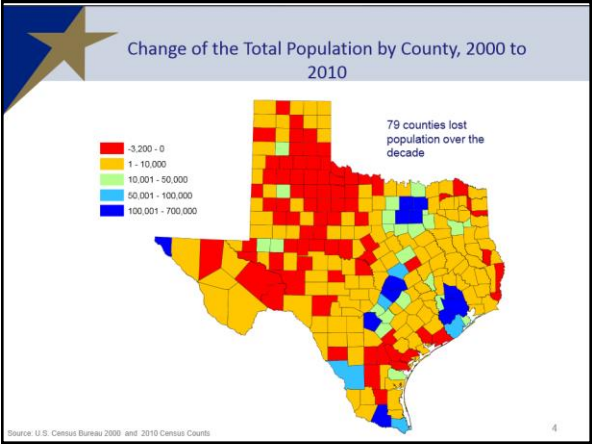 Change of the Total Population by County, 2000 to
2010
79 counties lost
population over the
decade
-3,200 - 0
1 - 10,000
10,001 - 50,000
50,001 - 100,000
100,001 - 700,000
Source: U.S. Census Bureau 2000 and 2010 Census Counts
4